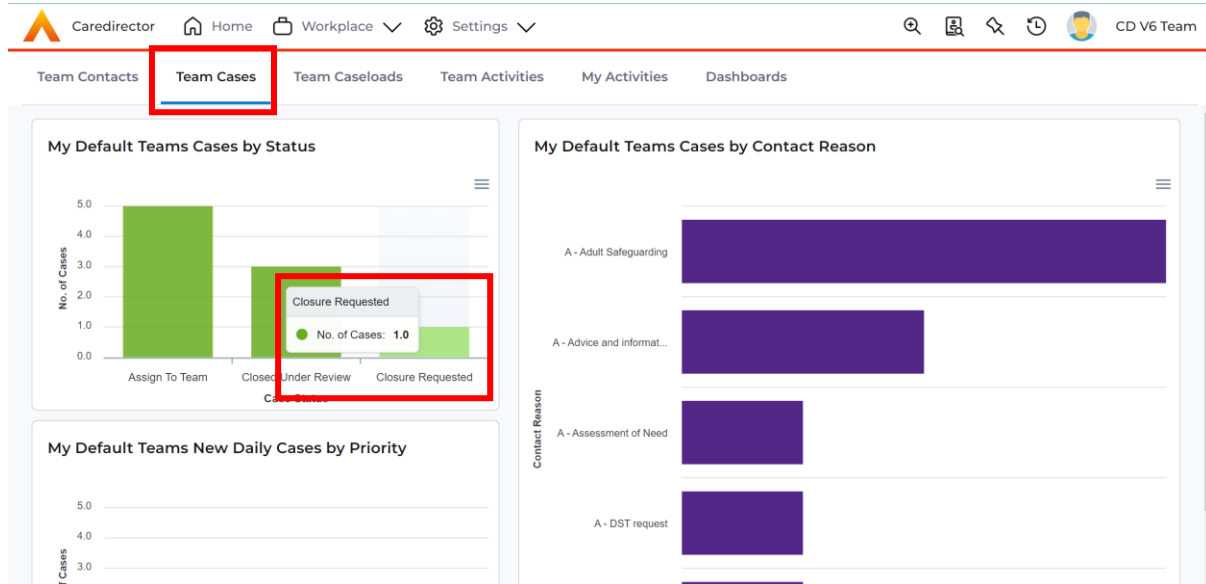 Caredirector Home Workplace Settings CD V6 Team
Team Contacts Team Cases Team Caseloads Team Activities My Activities Dashboards
My Default Teams Cases by Status
No. of Cases
5.0
4.0
3.0
2.0
1.0
0.0
Closure Requested
No. of Cases: 1.0
Assign To Team Closed Under Review Closure Requested
Case Status
My Default Teams Cases by Contact Reason
Contact Reason
A - Adult Safeguarding
A - Advice and informat...
A - Assessment of Need
A - DST request
My Default Teams New Daily Cases by Priority
5.0
4.0
3.0
Cases